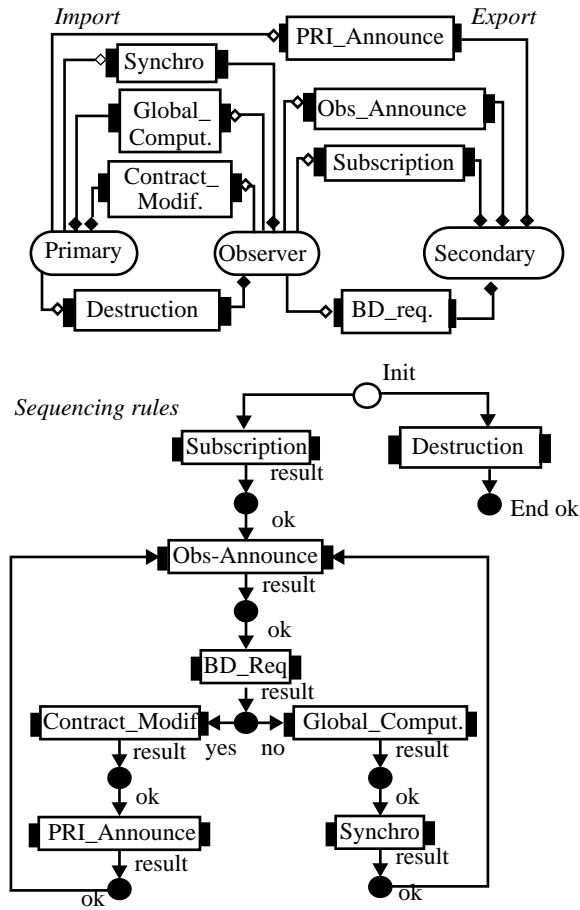 Import
Export
PRI_Announce
Synchro
Global_
Comput.
Obs_Announce
Subscription
Contract_
Modif.
Primary
Observer
Secondary
Destruction
BD_req.
Init
Sequencing rules
Subscription
Destruction
result
End ok
ok
Obs-Announce
result
ok
BD_Req
result
Contract_Modif
Global_Comput.
result
yes
no
result
ok
ok
PRI_Announce
Synchro
result
result
ok
ok